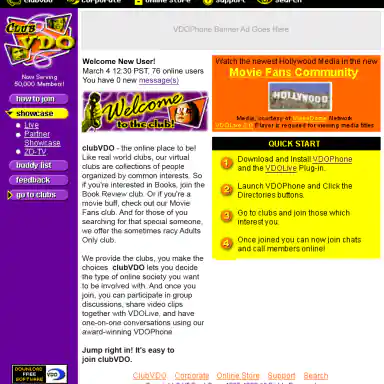 ClubVDO Corporate Online Store Support Search
VDOPhone Banner Ad Goes Here
CLUB
VDO
Now Serving
50,000 Members!
how to join
showcase
Live
Partner
Showcase
ZD-TV
buddy list
feedback
go to clubs
DOWNLOAD
FREE
SOFTWARE
VDO
Welcome New User!
March 4 12:30 PST, 76 online users
You have 0 new message(s)
Welcome
to the club!
clubVDO - the online place to be!
Like real world clubs, our virtual
clubs are collections of people
organized by common interests. So
if you're interested in Books, join the
Book Review club. Or if you're a
movie buff, check out our Movie
Fans club. And for those of you
searching for that special someone,
we offer the sometimes racy Adults
Only club.
We provide the clubs, you make the
choices clubVDO lets you decide
the type of online society you want
to be involved with. And once you
join, you can participate in group
discussions, share video clips
together with VDOLive, and have
one-on-one conversations using our
award-winning VDOPhone
Jump right in! It's easy to
join clubVDO.
Watch the newest Hollywood Media in the new
Movie Fans Community
HOLLYWOOD
Media, courtesy of VideoDome Network
VDOLive 3.0 Player is required for viewing media titles
QUICK START
1 Download and Install VDOPhone
and the VDOLive Plug-in.
2 Launch VDOPhone and Click the
Directories buttons.
3 Go to clubs and join those which
interest you.
4 Once joined you can now join chats
and call members online!
ClubVDO Corporate Online Store Support Search